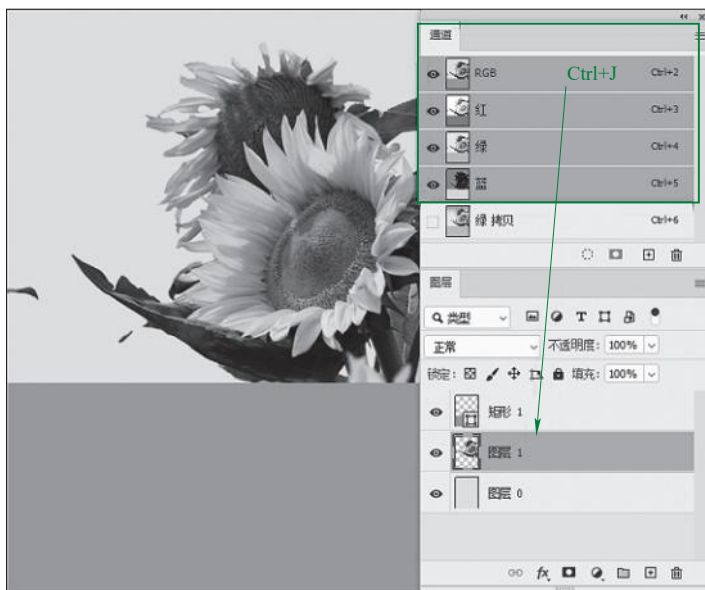 通道
RGB Ctrl+2
Ctrl+J
红 Ctrl+3
绿 Ctrl+4
蓝 Ctrl+5
绿 拷贝 Ctrl+6
图层
类型
正常 不透明度: 100%
锁定: 填充: 100%
矩形 1
图层 1
图层 0
fx